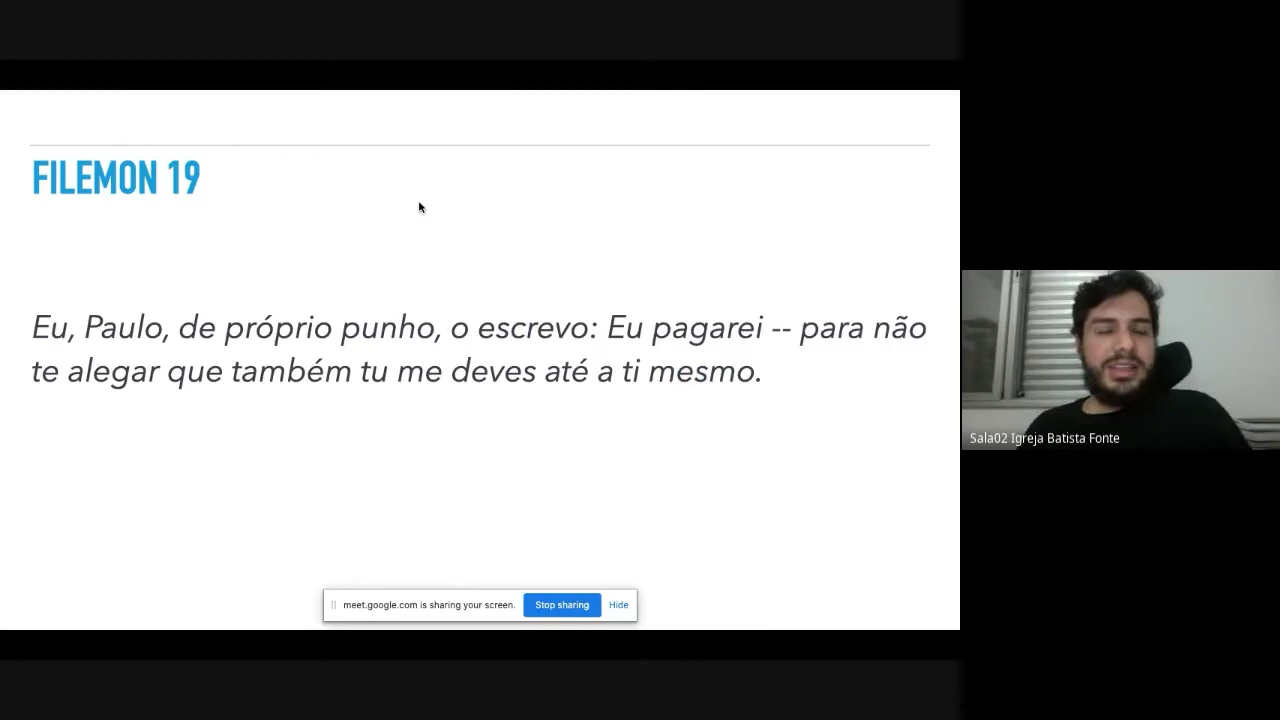 FILEMON 19
Eu, Paulo, de próprio punho, o escrevo: Eu pagarei -- para não
te alegar que também tu me deves até a ti mesmo.
Sala02 Igreja Batista Fonte
meet.google.com is sharing your screen. Stop sharing Hide